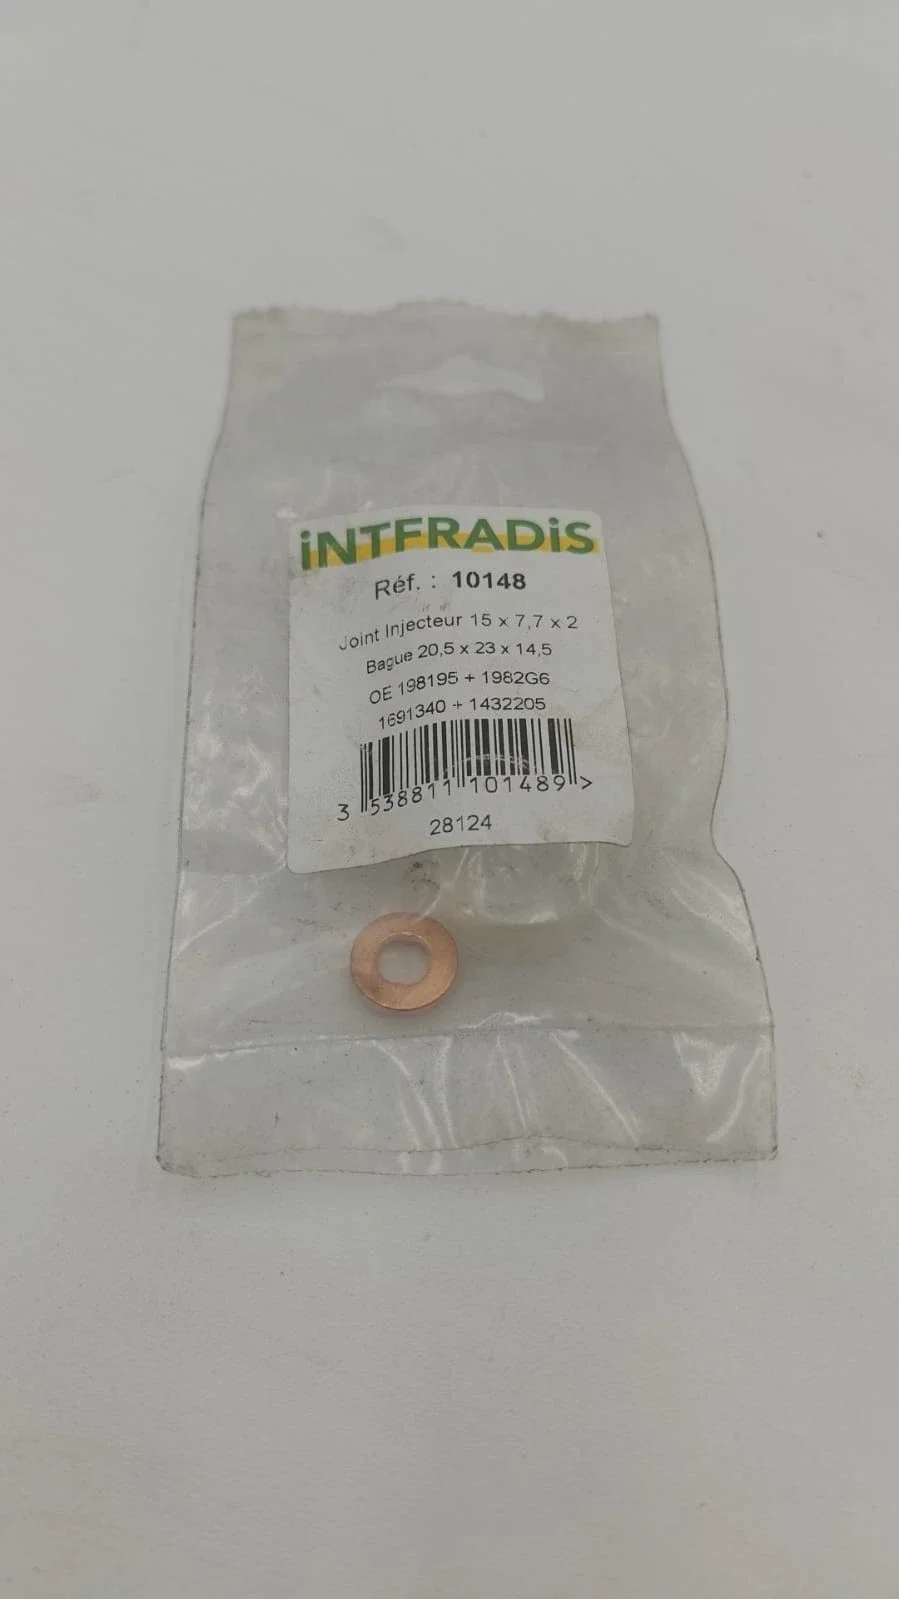 iNTFRADiS
Réf. : 10148
Joint Injecteur 15 x 7,7 x 2
Bague 20,5 x 23 x 14,5
OE 198195 + 1982G6
1691340 + 1432205
3 538811 101489 >
28124